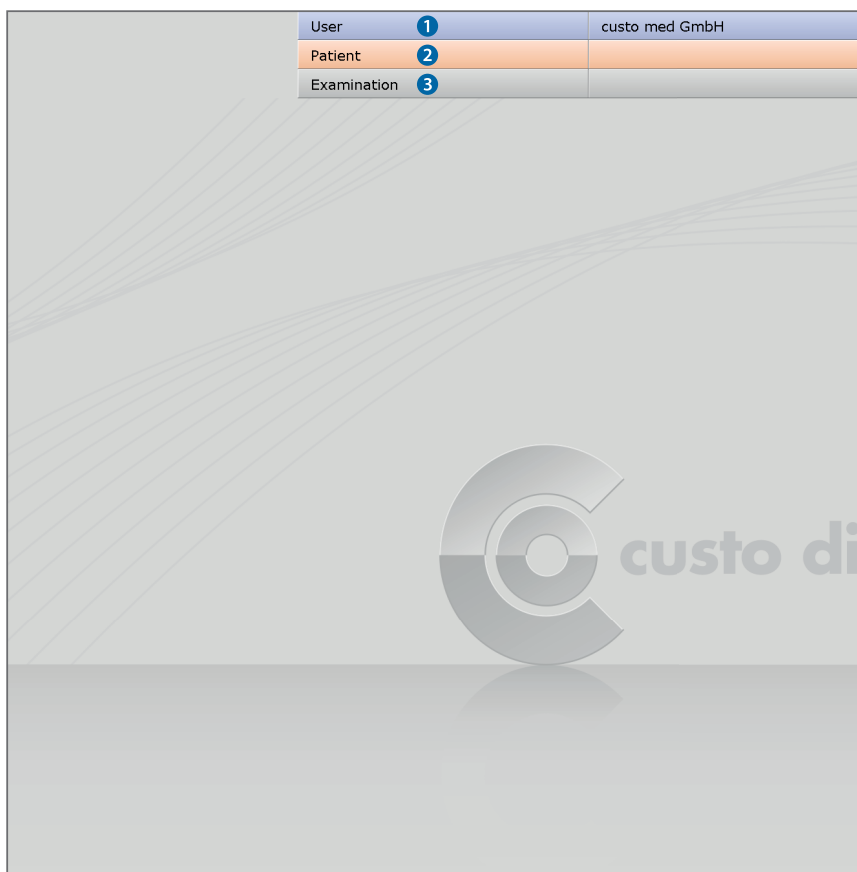 User 1 custo med GmbH
Patient 2
Examination 3
custo di